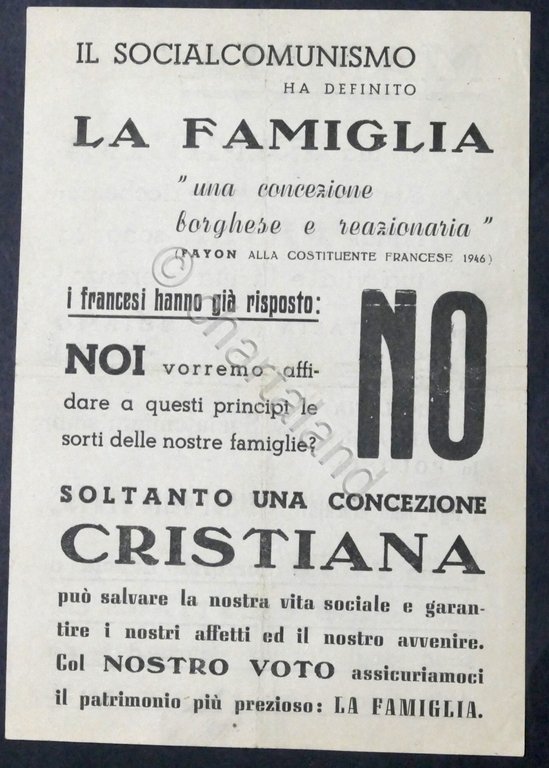 IL SOCIALCOMUNISMO
HA DEFINITO
LA FAMIGLIA
"una concezione
borghese e reazionaria"
(FAYON ALLA COSTITUENTE FRANCESE 1946)
i francesi hanno già risposto:
NO
NOI vorremo affi-
dare a questi principi le
sorti delle nostre famiglie?
SOLTANTO UNA CONCEZIONE
CRISTIANA
può salvare la nostra vita sociale e garan-
tire i nostri affetti ed il nostro avvenire.
Col NOSTRO VOTO assicuriamoci
il patrimonio più prezioso: LA FAMIGLIA.
© chartaland